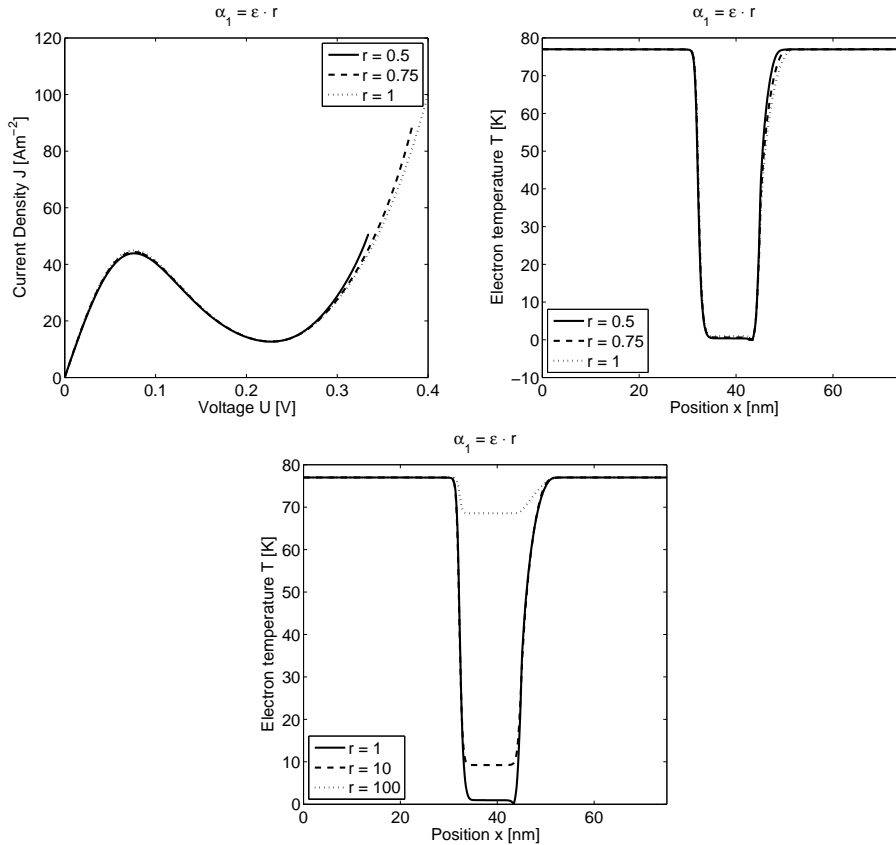 α₁ = ε · r
120
100
80
60
40
20
0
Current Density J [Am⁻²]
r = 0.5
r = 0.75
r = 1
0
0.1
0.2
0.3
0.4
Voltage U [V]
α₁ = ε · r
80
70
60
50
40
30
20
10
0
−10
Electron temperature T [K]
r = 0.5
r = 0.75
r = 1
0
20
40
60
Position x [nm]
α₁ = ε · r
80
70
60
50
40
30
20
10
0
Electron temperature T [K]
r = 1
r = 10
r = 100
0
20
40
60
Position x [nm]